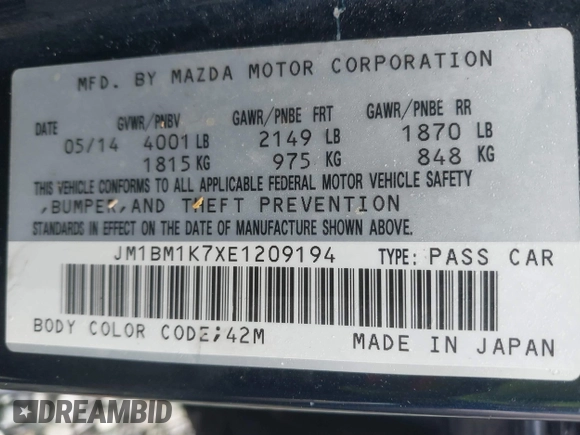 MFD. BY MAZDA MOTOR CORPORATION
DATE GVWR/PNBV GAWR/PNBE FRT GAWR/PNBE RR
05/14 4001 LB 2149 LB 1870 LB
1815 KG 975 KG 848 KG
THIS VEHICLE CONFORMS TO ALL APPLICABLE FEDERAL MOTOR VEHICLE SAFETY
,BUMPER,AND THEFT PREVENTION
STANDARDS IN EFFECT ON THE DATE OF MANUFACTURE SHOWN ABOVE.
JM1BM1K7XE1209194 TYPE: PASS CAR
BODY COLOR CODE;42M MADE IN JAPAN
DREAMBID